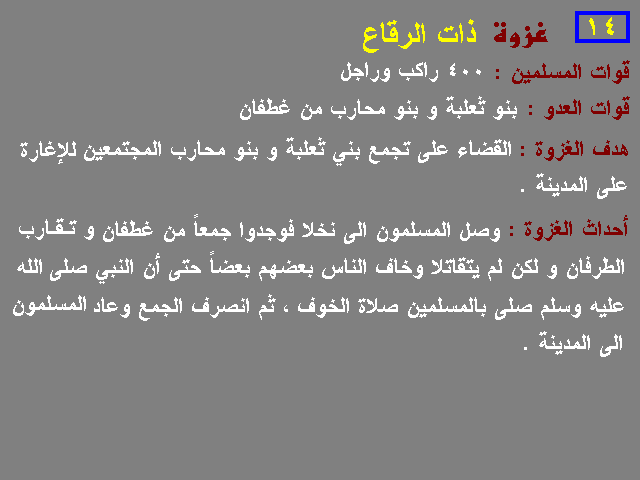 ١٤
غزوة ذات الرقاع
قوات المسلمين : ٤٠٠ راكب وراجل
قوات العدو : بنو ثعلبة و بنو محارب من غطفان
هدف الغزوة : القضاء على تجمع بني ثعلبة و بنو محارب المجتمعين للإغارة
على المدينة .
أحداث الغزوة : وصل المسلمون الى نخلا فوجدوا جمعاً من غطفان و تـقـارب
الطرفان و لكن لم يتقاتلا وخاف الناس بعضهم بعضاً حتى أن النبي صلى الله
عليه وسلم صلى بالمسلمين صلاة الخوف ، ثم انصرف الجمع وعاد المسلمون
الى المدينة .